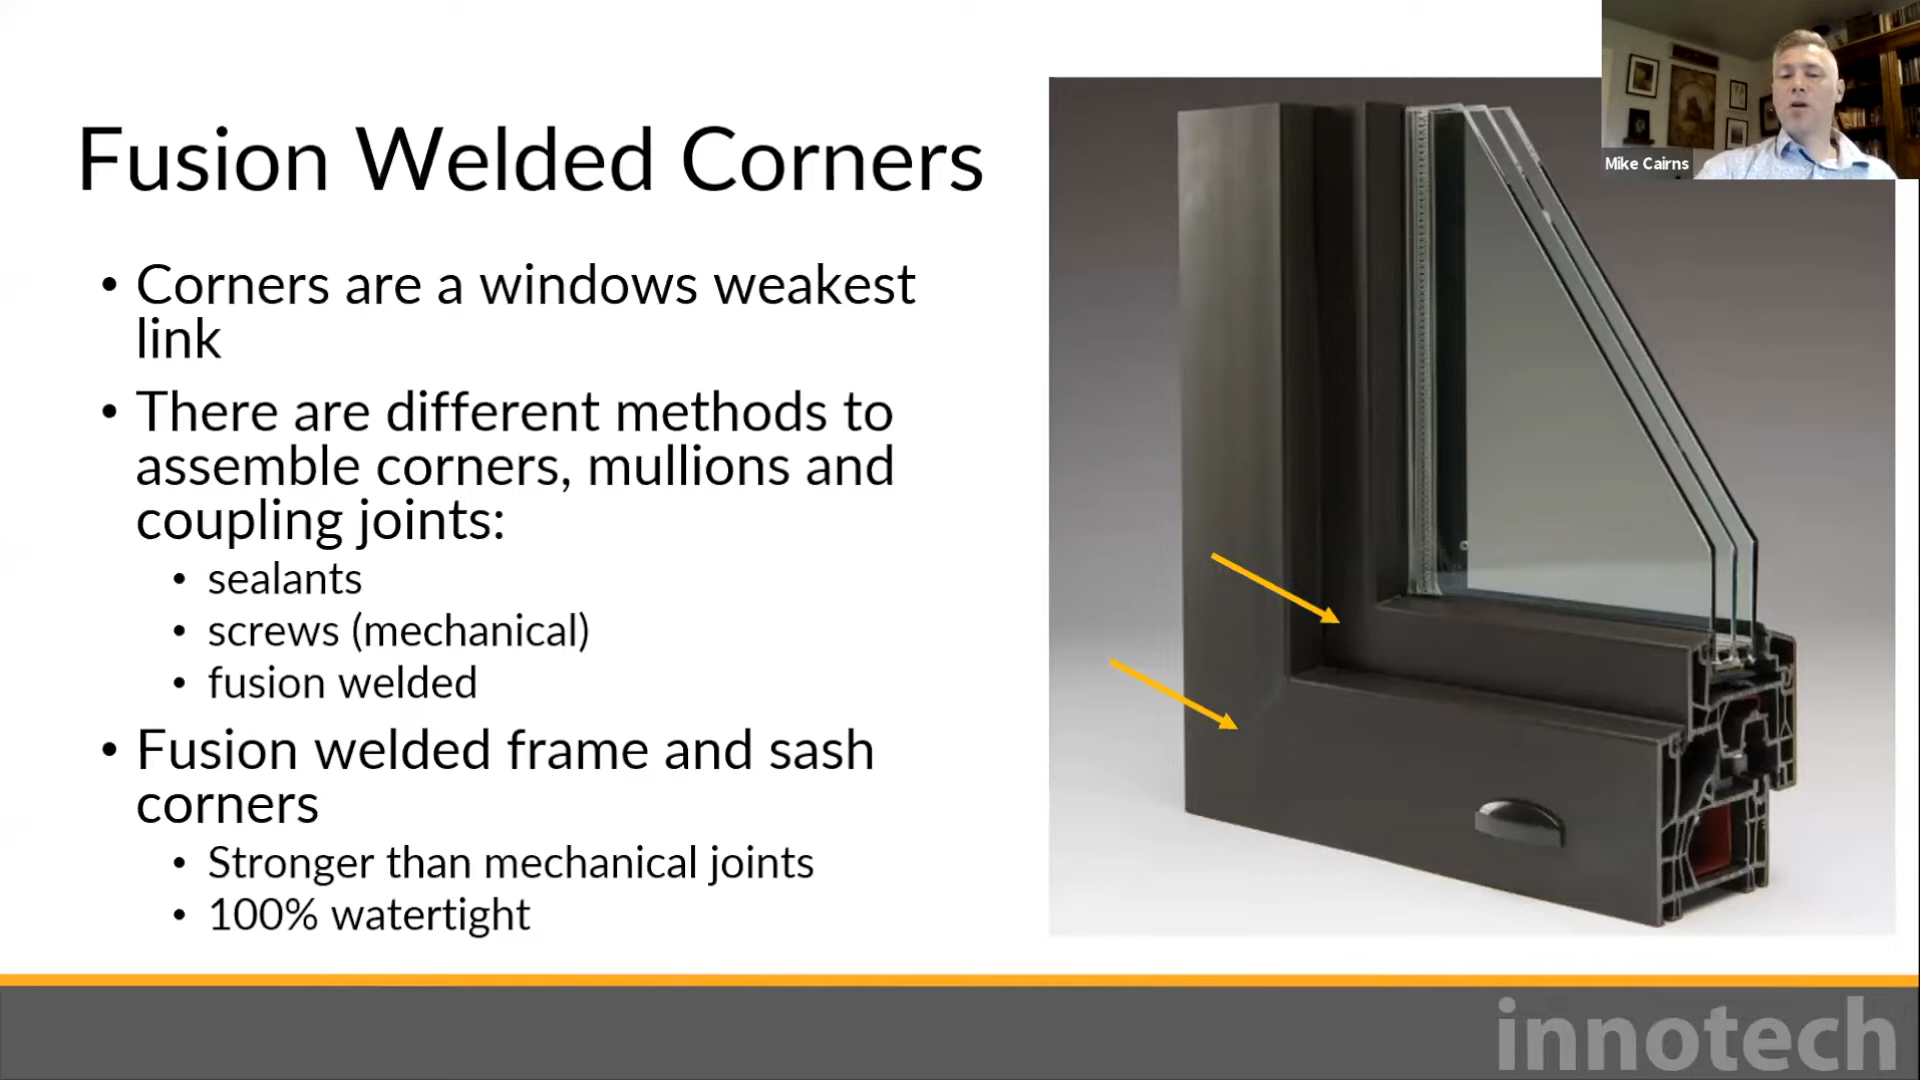 Fusion Welded Corners
• Corners are a windows weakest
link
• There are different methods to
assemble corners, mullions and
coupling joints:
• sealants
• screws (mechanical)
• fusion welded
• Fusion welded frame and sash
corners
• Stronger than mechanical joints
• 100% watertight
Mike Cairns
innotech